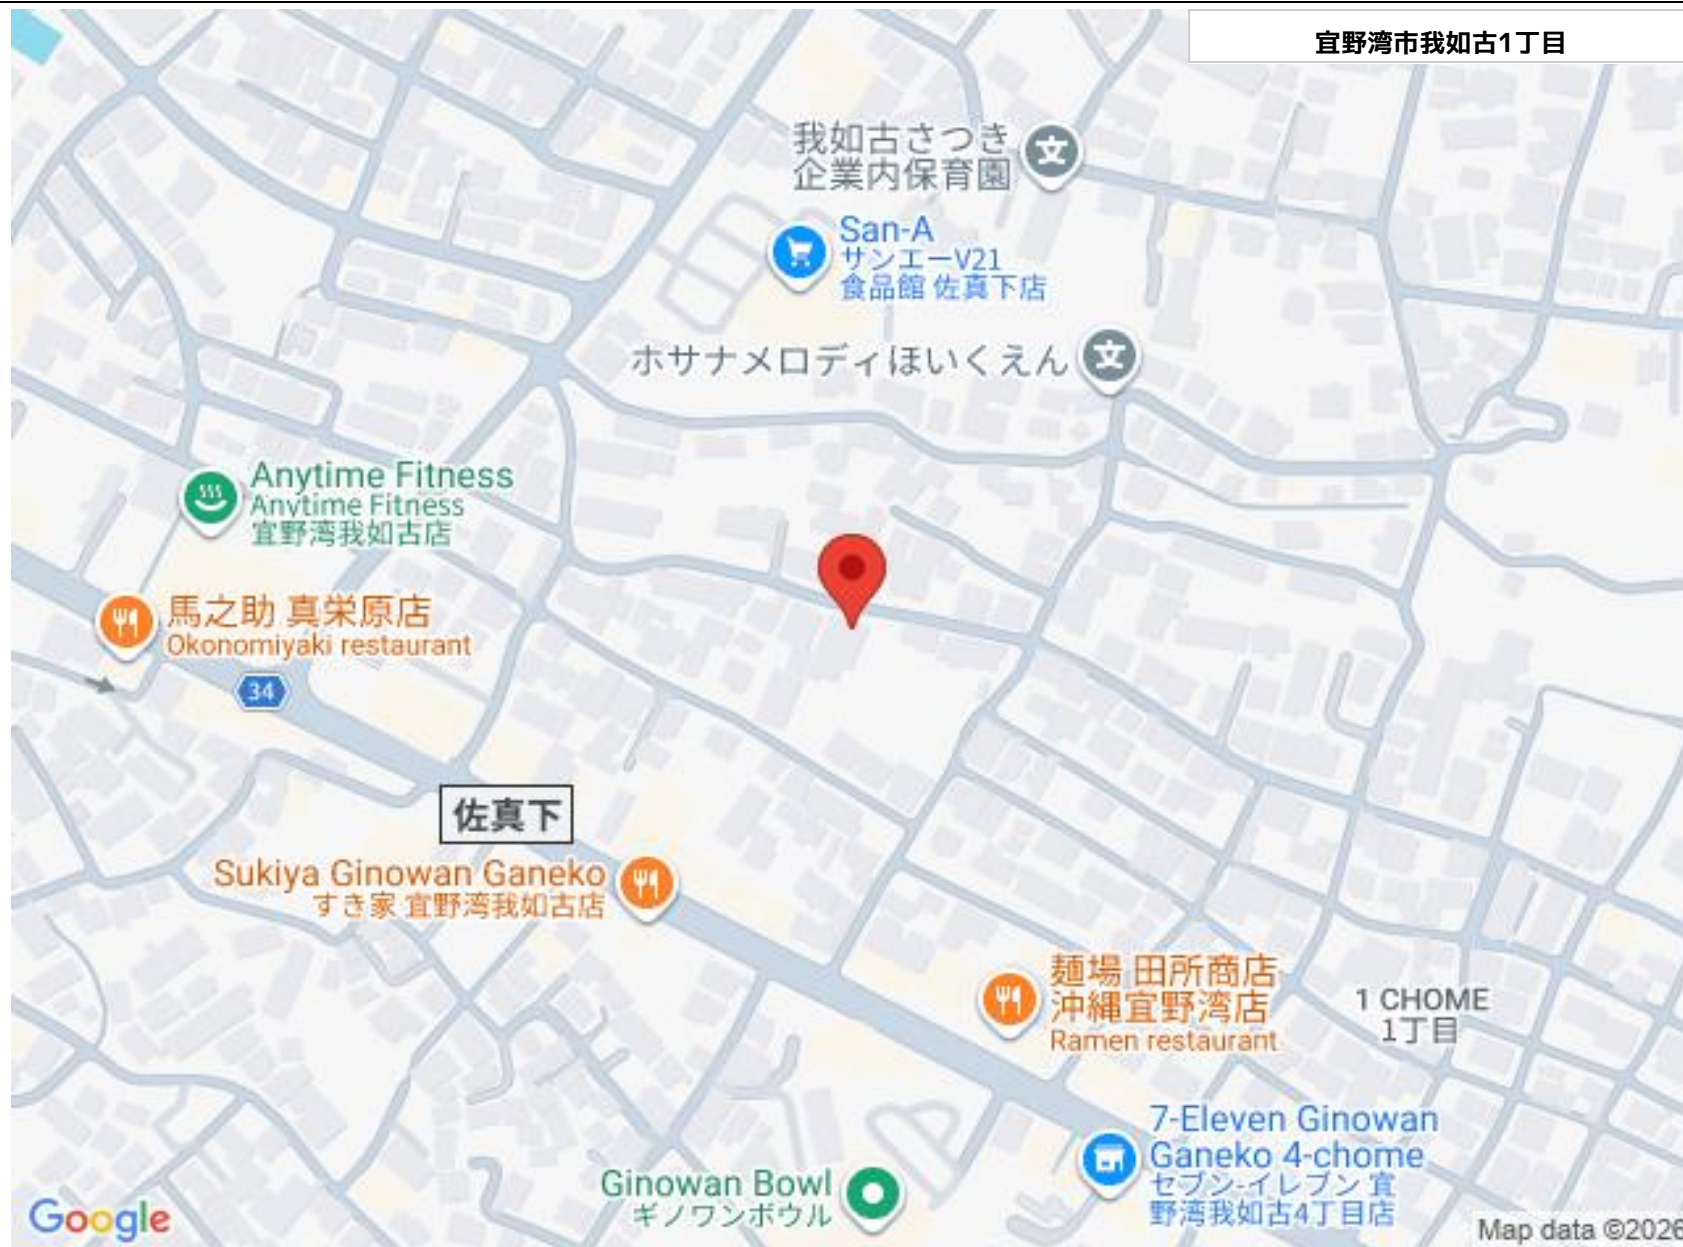 宜野湾市我如古1丁目
我如古さつき
企業内保育園
San-A
サンエーV21
食品館 佐真下店
ホサナメロディほいくえん
Anytime Fitness
Anytime Fitness
宜野湾我如古店
馬之助 真栄原店
Okonomiyaki restaurant
34
佐真下
Sukiya Ginowan Ganeko
すき家 宜野湾我如古店
麺場 田所商店
沖縄宜野湾店
Ramen restaurant
1 CHOME
1丁目
7-Eleven Ginowan
Ganeko 4-chome
セブン-イレブン 宜
野湾我如古4丁目店
Ginowan Bowl
ギノワンボウル
Google
Map data ©2026